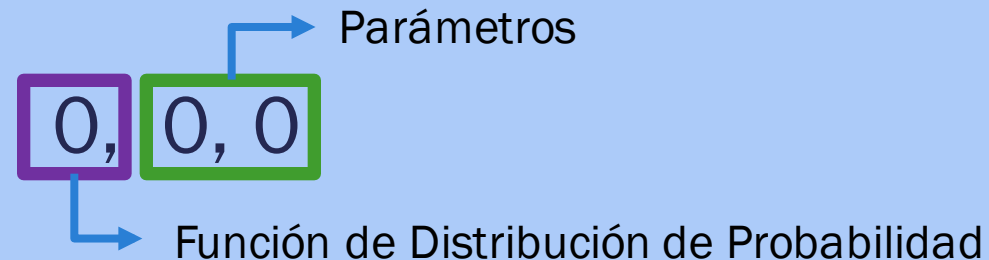 Parámetros
0, 0, 0
Función de Distribución de Probabilidad